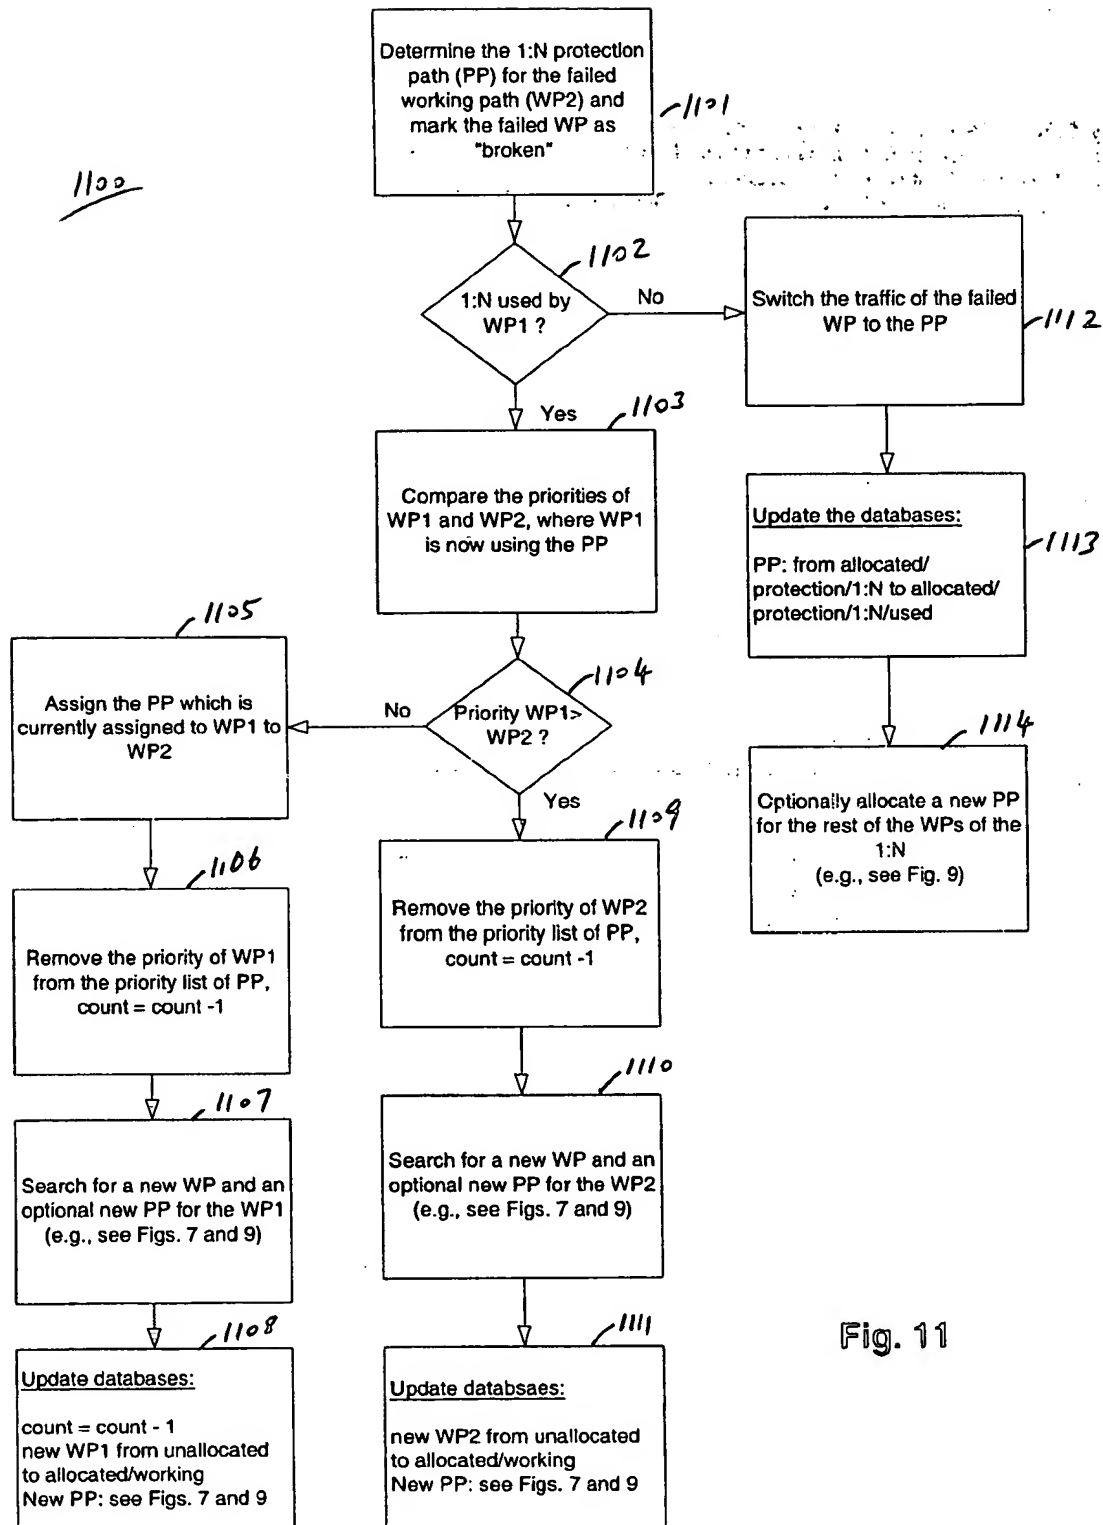 Determine the 1:N protection
path (PP) for the failed
working path (WP2) and
mark the failed WP as
"broken"
1101
1100
1102
1:N used by
WP1 ?
No
Switch the traffic of the failed
WP to the PP
1112
Yes
1103
Compare the priorities of
WP1 and WP2, where WP1
is now using the PP
Update the databases:
PP: from allocated/
protection/1:N to allocated/
protection/1:N/used
1113
1105
Assign the PP which is
currently assigned to WP1 to
WP2
No
1104
Priority WP1>
WP2 ?
Yes
1114
Optionally allocate a new PP
for the rest of the WPs of the
1:N
(e.g., see Fig. 9)
1106
Remove the priority of WP1
from the priority list of PP,
count = count -1
1109
Remove the priority of WP2
from the priority list of PP,
count = count -1
1107
Search for a new WP and an
optional new PP for the WP1
(e.g., see Figs. 7 and 9)
1110
Search for a new WP and an
optional new PP for the WP2
(e.g., see Figs. 7 and 9)
1108
Update databases:
count = count - 1
new WP1 from unallocated
to allocated/working
New PP: see Figs. 7 and 9
1111
Update databsaes:
new WP2 from unallocated
to allocated/working
New PP: see Figs. 7 and 9
Fig. 11